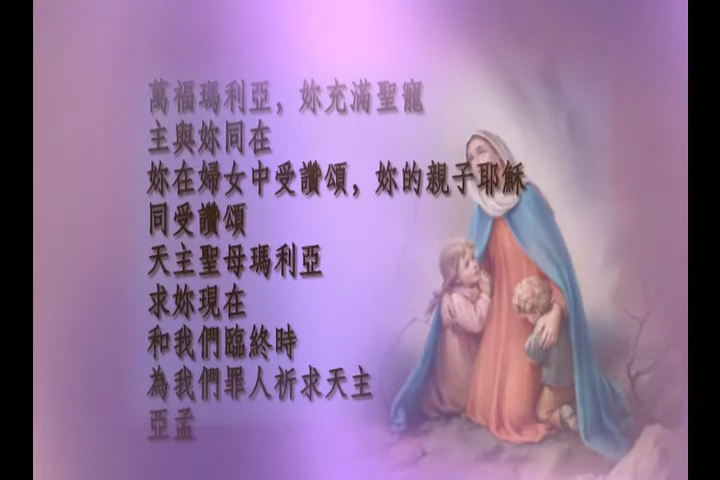 萬福瑪利亞，妳充滿聖寵
主與妳同在
妳在婦女中受讚頌，妳的親子耶穌
同受讚頌
天主聖母瑪利亞
求妳現在
和我們臨終時
為我們罪人祈求天主
亞孟